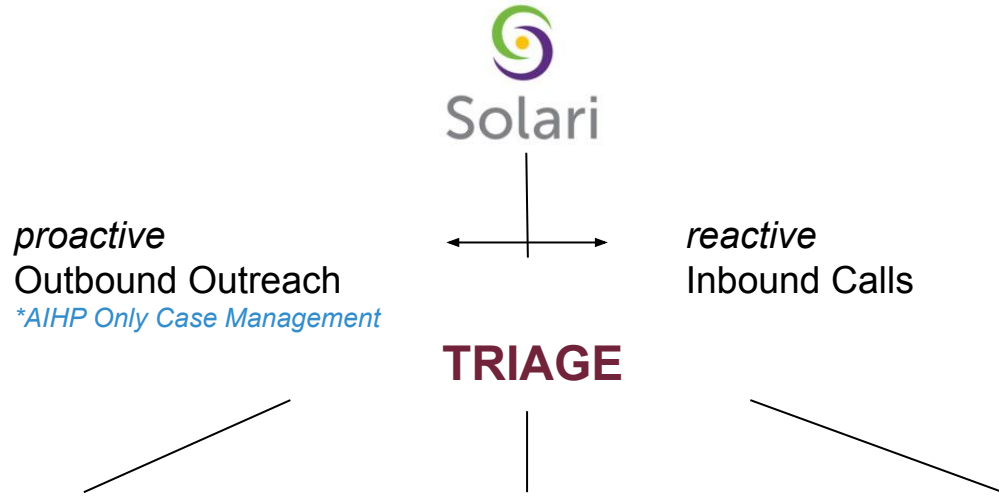 Solari
proactive
Outbound Outreach
*AIHP Only Case Management
reactive
Inbound Calls
TRIAGE